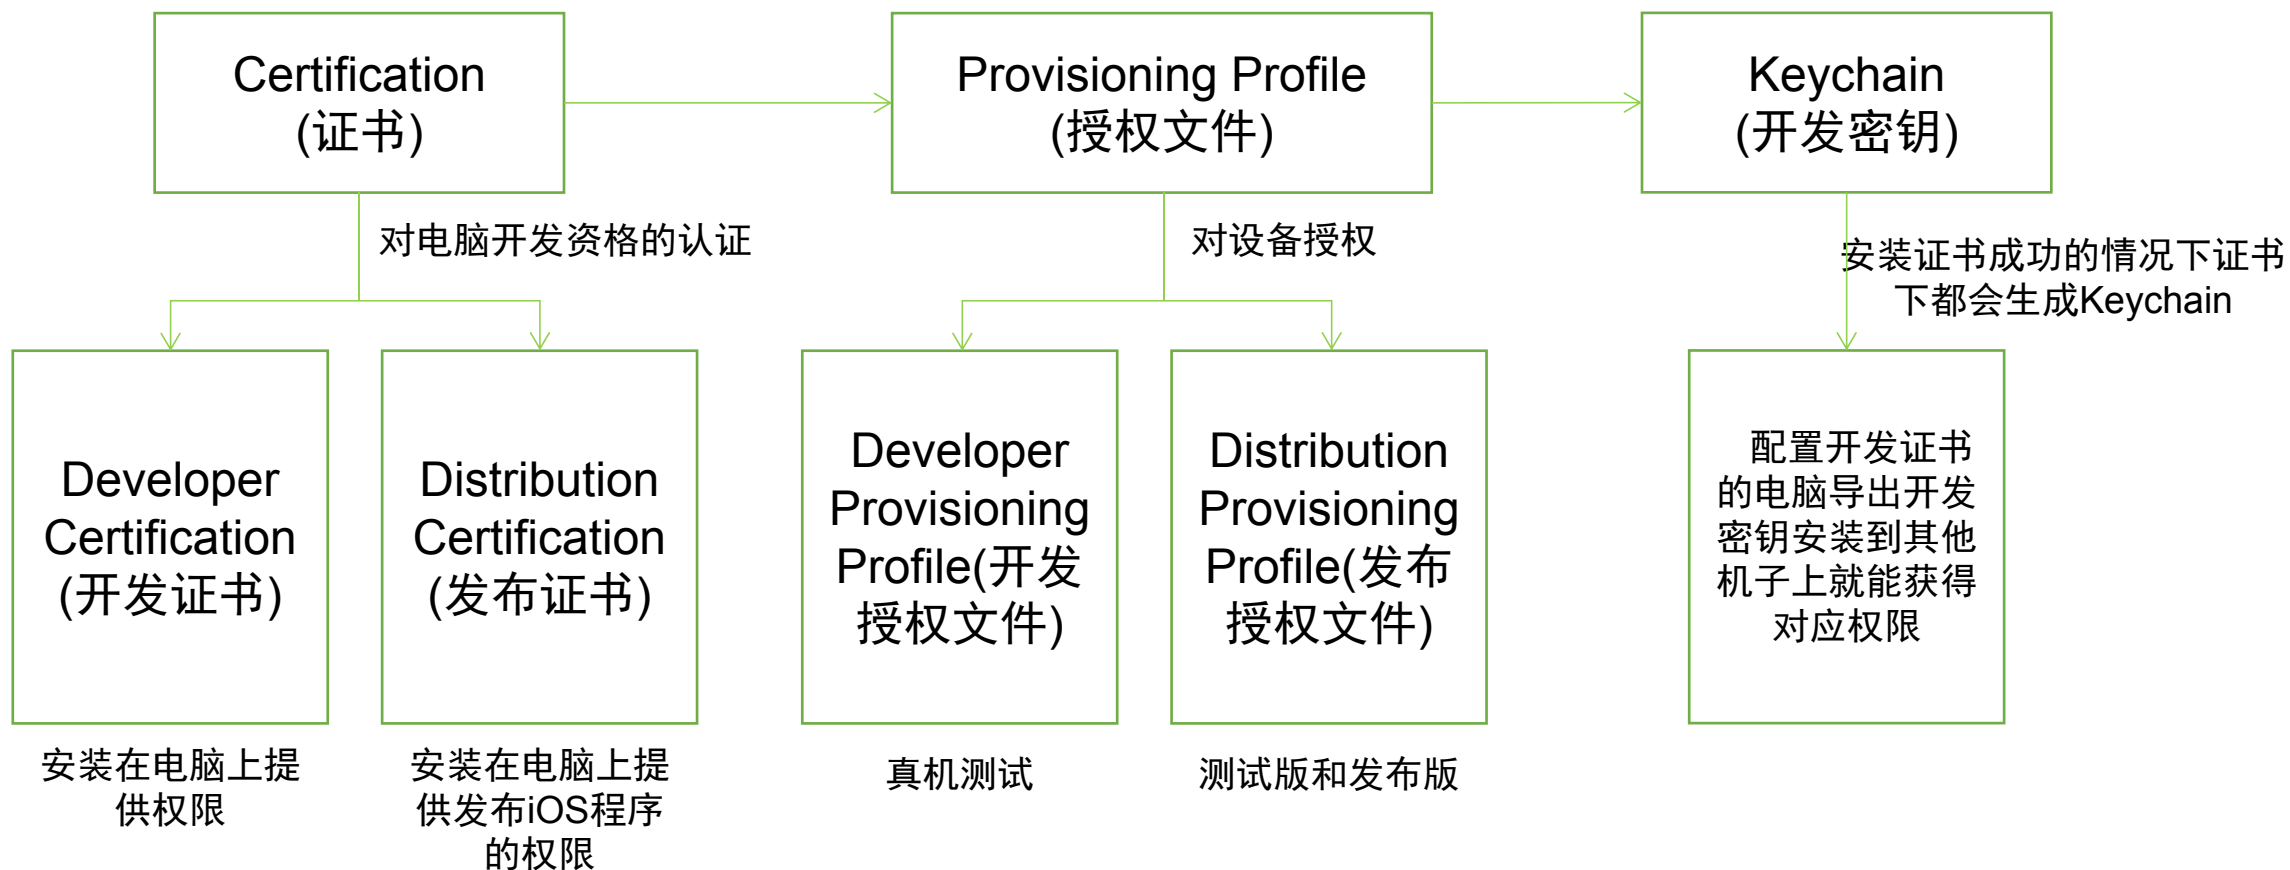 Certification
(证书)
Provisioning Profile
(授权文件)
Keychain
(开发密钥)
对电脑开发资格的认证
对设备授权
安装证书成功的情况下证书
下都会生成Keychain
Developer
Certification
(开发证书)
Distribution
Certification
(发布证书)
Developer
Provisioning
Profile(开发
授权文件)
Distribution
Provisioning
Profile(发布
授权文件)
配置开发证书
的电脑导出开发
密钥安装到其他
机子上就能获得
对应权限
安装在电脑上提
供权限
安装在电脑上提
供发布iOS程序
的权限
真机测试
测试版和发布版